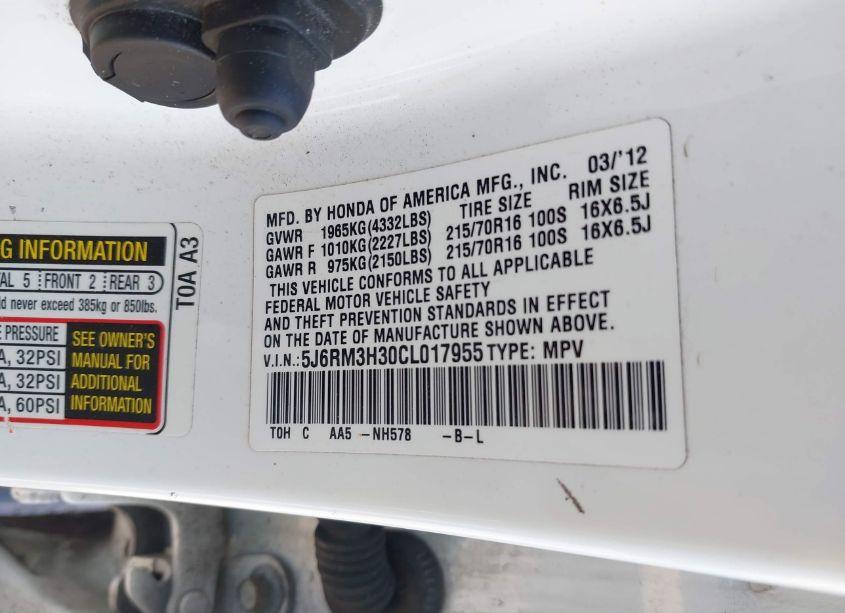 G INFORMATION
TAL 5 FRONT 2 REAR 3
ld never exceed 385kg or 850lbs.
E PRESSURE
A, 32PSI
A, 32PSI
A, 60PSI
SEE OWNER'S
MANUAL FOR
ADDITIONAL
INFORMATION
T0A A3
MFD. BY HONDA OF AMERICA MFG., INC. 03/'12
GVWR 1965KG(4332LBS) TIRE SIZE RIM SIZE
GAWR F 1010KG(2227LBS) 215/70R16 100S 16X6.5J
GAWR R 975KG(2150LBS) 215/70R16 100S 16X6.5J
THIS VEHICLE CONFORMS TO ALL APPLICABLE
FEDERAL MOTOR VEHICLE SAFETY
AND THEFT PREVENTION STANDARDS IN EFFECT
ON THE DATE OF MANUFACTURE SHOWN ABOVE.
V.I.N.:5J6RM3H30CL017955 TYPE: MPV
T0H C AA5 -NH578 -B-L